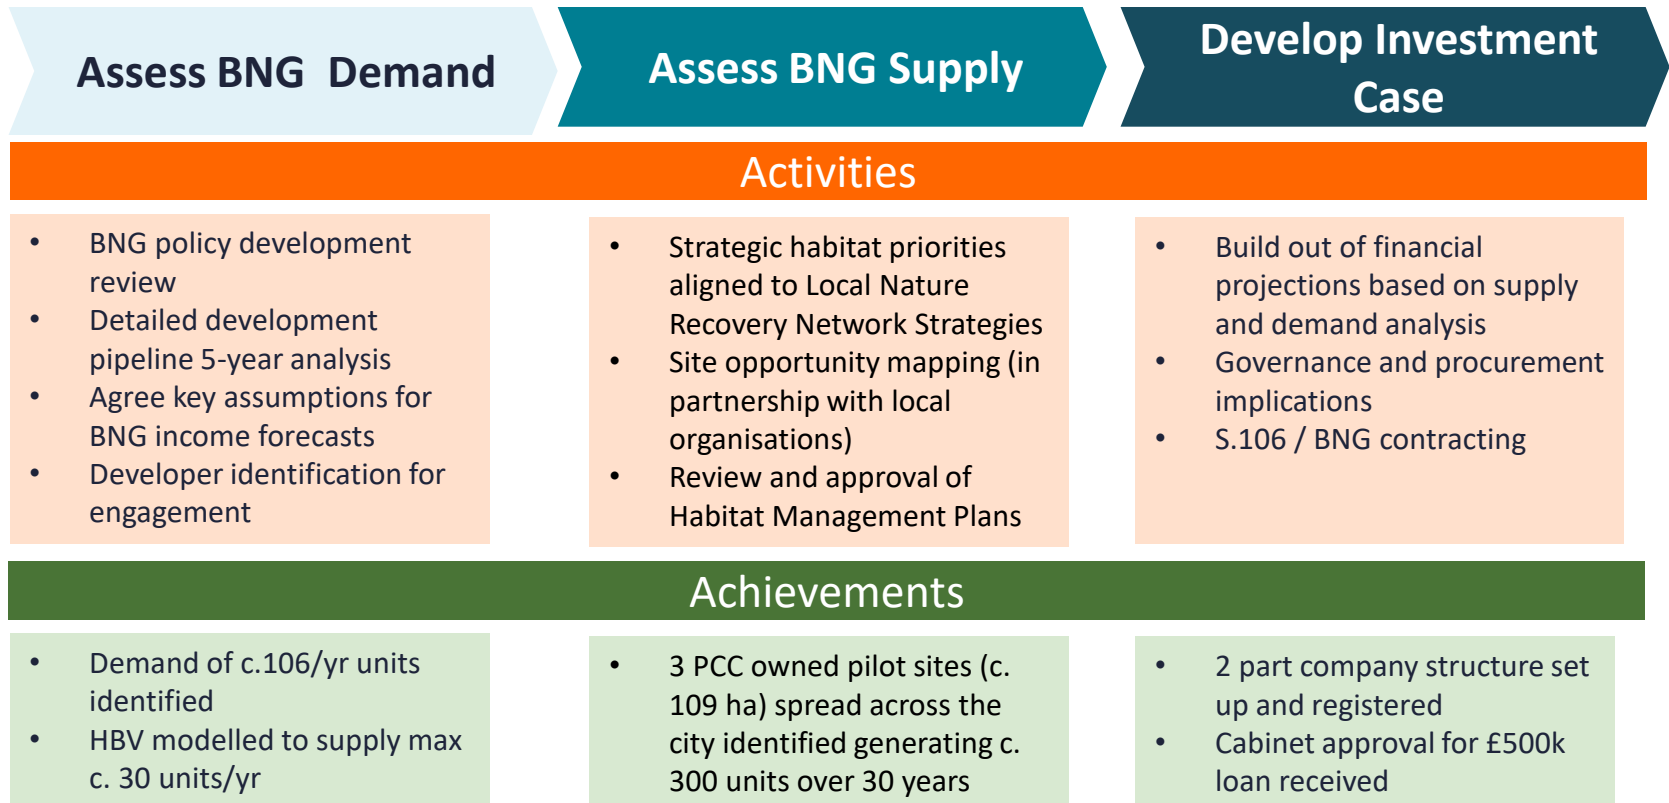 Assess BNG  Demand
Assess BNG Supply
Develop Investment
Case
Activities
• BNG policy development
review
• Detailed development
pipeline 5-year analysis
• Agree key assumptions for
BNG income forecasts
• Developer identification for
engagement
• Strategic habitat priorities
aligned to Local Nature
Recovery Network Strategies
• Site opportunity mapping (in
partnership with local
organisations)
• Review and approval of
Habitat Management Plans
• Build out of financial
projections based on supply
and demand analysis
• Governance and procurement
implications
• S.106 / BNG contracting
Achievements
• Demand of c.106/yr units
identified
• HBV modelled to supply max
c. 30 units/yr
• 3 PCC owned pilot sites (c.
109 ha) spread across the
city identified generating c.
300 units over 30 years
• 2 part company structure set
up and registered
• Cabinet approval for £500k
loan received